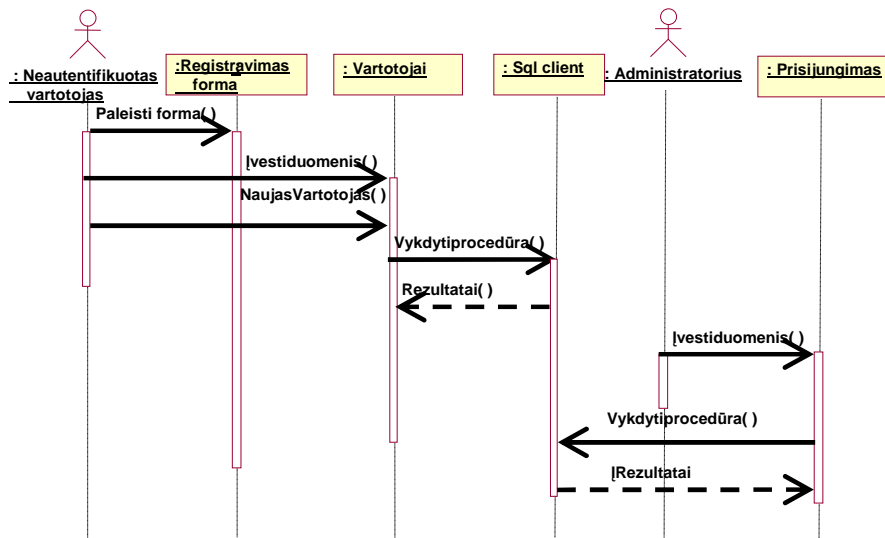 : Neautentifikuotas
vartotojas
:Registravimas
forma
: Vartotojai
: Sql client
: Administratorius
: Prisijungimas
Paleisti forma( )
Įvestiduomenis( )
NaujasVartotojas( )
Vykdytiprocedūra( )
Rezultatai( )
Įvestiduomenis( )
Vykdytiprocedūra( )
ĮRezultatai